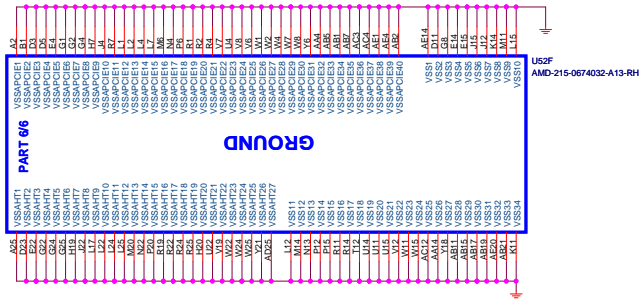 A2
B1
D3
D5
E4
G1
G2
G4
H7
J4
R7
L1
L2
L4
L7
M6
N4
P6
R1
R2
R4
V7
U4
V8
V6
W1
W2
W4
W7
W8
Y6
AA4
AB5
AB1
AB7
AC3
AC4
AE1
AE4
AB2
AE14
D11
G8
E14
E15
J15
J12
K14
M11
L15
U52F
AMD-215-0674032-A13-RH
VSSAPCIE1
VSSAPCIE2
VSSAPCIE3
VSSAPCIE4
VSSAPCIE5
VSSAPCIE6
VSSAPCIE7
VSSAPCIE8
VSSAPCIE9
VSSAPCIE10
VSSAPCIE11
VSSAPCIE12
VSSAPCIE13
VSSAPCIE14
VSSAPCIE15
VSSAPCIE16
VSSAPCIE17
VSSAPCIE18
VSSAPCIE19
VSSAPCIE20
VSSAPCIE21
VSSAPCIE22
VSSAPCIE23
VSSAPCIE24
VSSAPCIE25
VSSAPCIE26
VSSAPCIE27
VSSAPCIE28
VSSAPCIE29
VSSAPCIE30
VSSAPCIE31
VSSAPCIE32
VSSAPCIE33
VSSAPCIE34
VSSAPCIE35
VSSAPCIE36
VSSAPCIE37
VSSAPCIE38
VSSAPCIE39
VSSAPCIE40
VSS1
VSS2
VSS3
VSS4
VSS5
VSS6
VSS7
VSS8
VSS9
VSS10
PART 6/6
GROUND
VSSAHT1
VSSAHT2
VSSAHT3
VSSAHT4
VSSAHT5
VSSAHT6
VSSAHT7
VSSAHT8
VSSAHT9
VSSAHT10
VSSAHT11
VSSAHT12
VSSAHT13
VSSAHT14
VSSAHT15
VSSAHT16
VSSAHT17
VSSAHT18
VSSAHT19
VSSAHT20
VSSAHT21
VSSAHT22
VSSAHT23
VSSAHT24
VSSAHT25
VSSAHT26
VSSAHT27
VSS11
VSS12
VSS13
VSS14
VSS15
VSS16
VSS17
VSS18
VSS19
VSS20
VSS21
VSS22
VSS23
VSS24
VSS25
VSS26
VSS27
VSS28
VSS29
VSS30
VSS31
VSS32
VSS33
VSS34
A25
D23
E22
G22
G24
G25
H19
J22
L17
L22
L24
L25
M20
N22
P20
R19
R22
R24
R25
H20
U22
V19
W22
W24
W25
Y21
AD25
L12
M14
N13
P12
P15
R11
R14
T12
U14
U11
U15
V12
W11
W15
AC12
AA14
Y18
AB11
AB15
AB17
AB19
AE20
AB21
K11